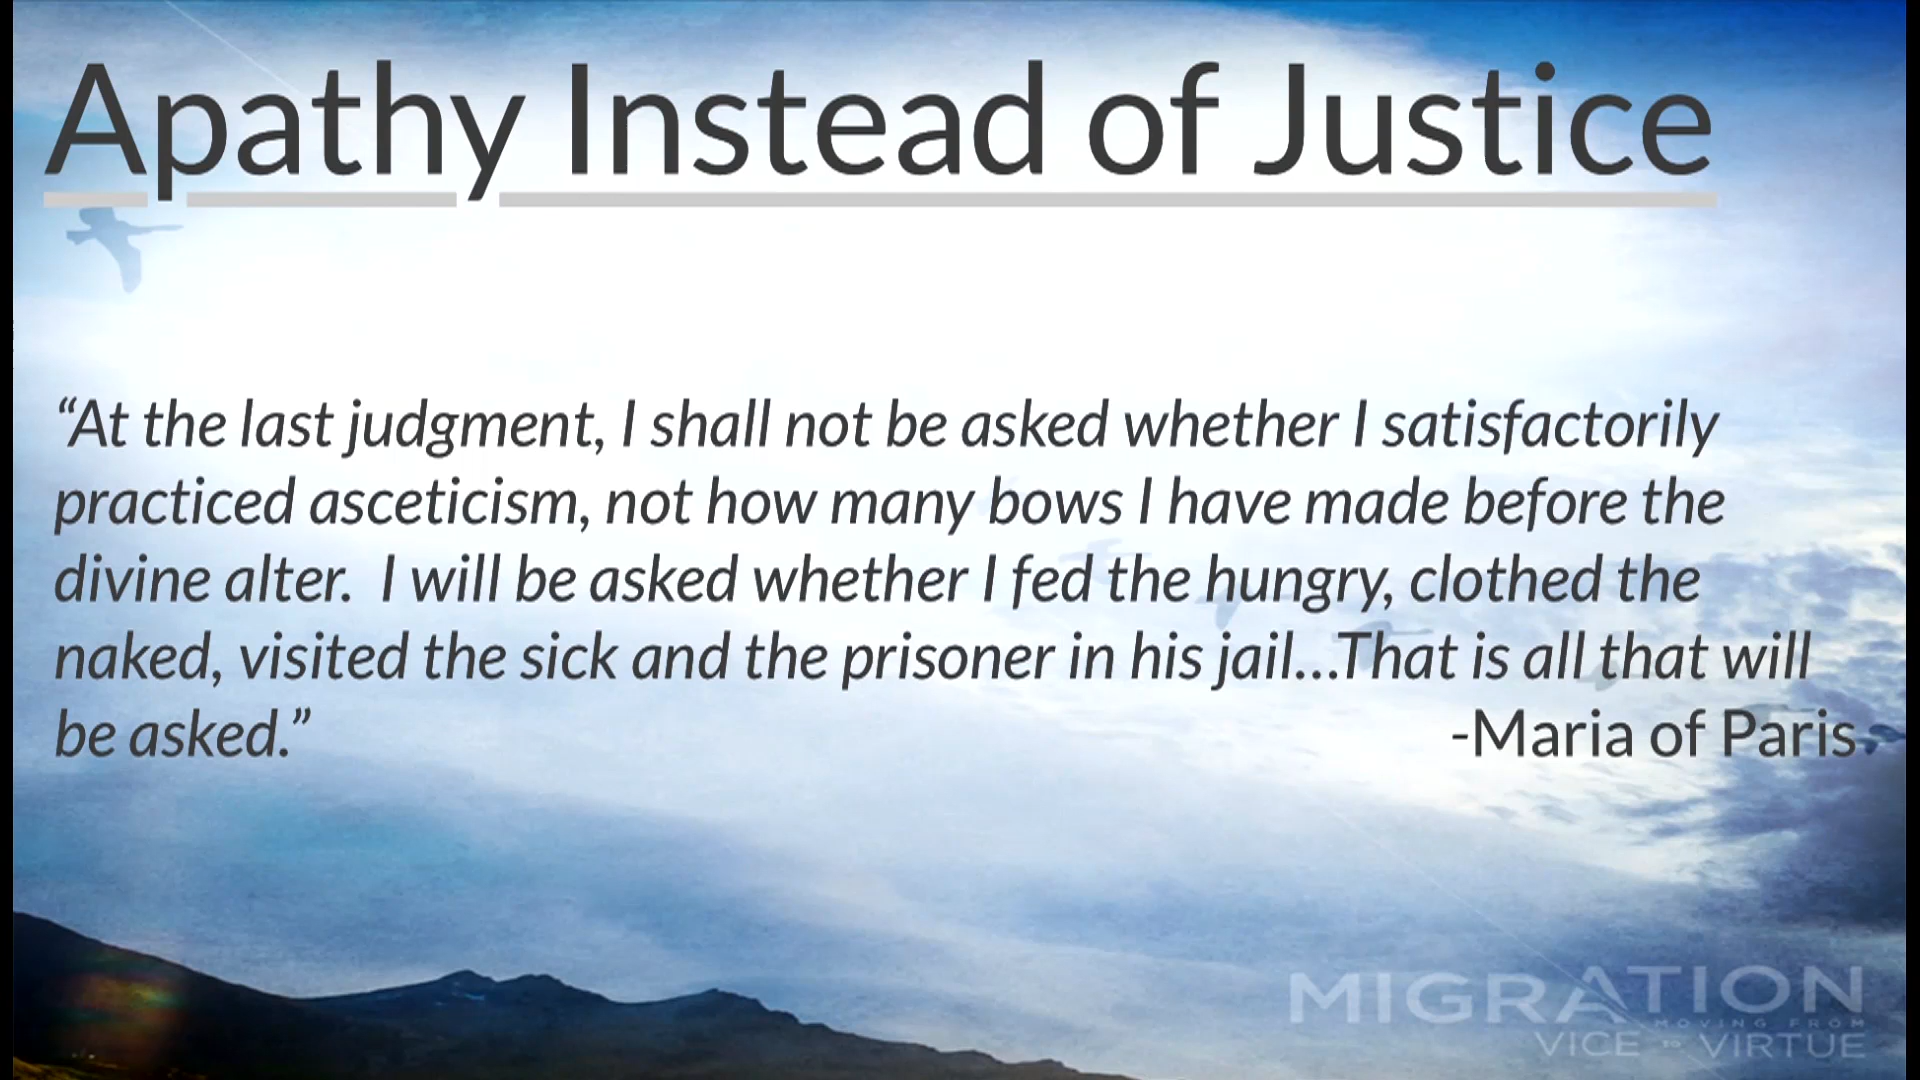 Apathy Instead of Justice
“At the last judgment, I shall not be asked whether I satisfactorily
practiced asceticism, not how many bows I have made before the
divine alter.  I will be asked whether I fed the hungry, clothed the
naked, visited the sick and the prisoner in his jail...That is all that will
be asked.” -Maria of Paris
MIGRATION
MOVING FROM
VICE TO VIRTUE